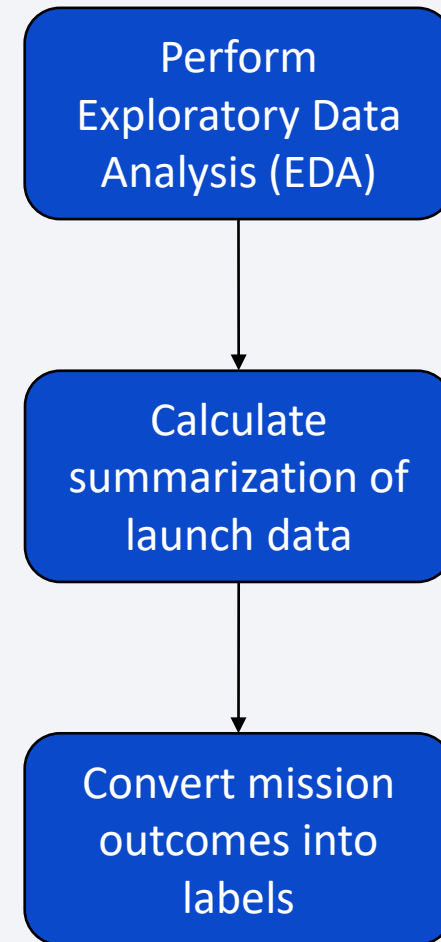 Perform
Exploratory Data
Analysis (EDA)
Calculate
summarization of
launch data
Convert mission
outcomes into
labels